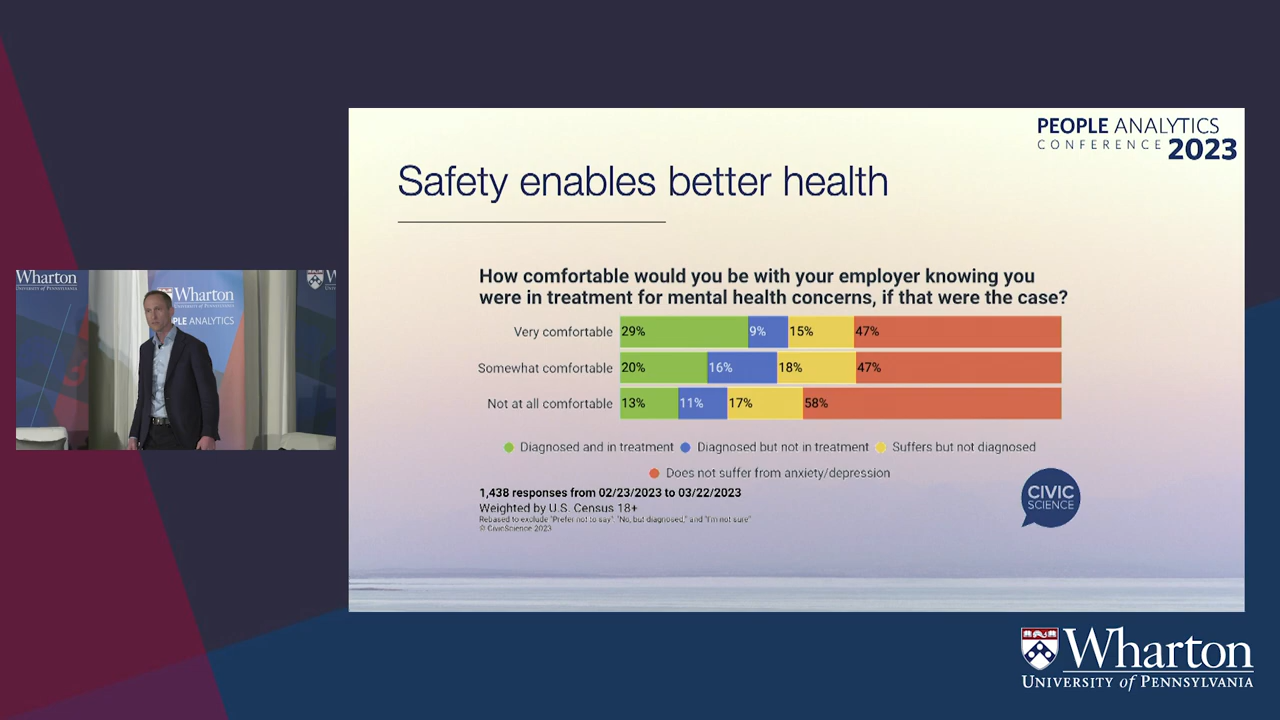 PEOPLE ANALYTICS
CONFERENCE 2023
Safety enables better health
How comfortable would you be with your employer knowing you
were in treatment for mental health concerns, if that were the case?
Very comfortable 29% 9% 15% 47%
Somewhat comfortable 20% 16% 18% 47%
Not at all comfortable 13% 11% 17% 58%
Diagnosed and in treatment Diagnosed but not in treatment Suffers but not diagnosed
Does not suffer from anxiety/depression
1,438 responses from 02/23/2023 to 03/22/2023
Weighted by U.S. Census 18+
Rebased to exclude "Prefer not to say", "No, but diagnosed," and "I'm not sure"
© CivicScience 2023
CIVIC
SCIENCE
Wharton
Wharton
PLE ANALYTICS
Wharton
UNIVERSITY of PENNSYLVANIA